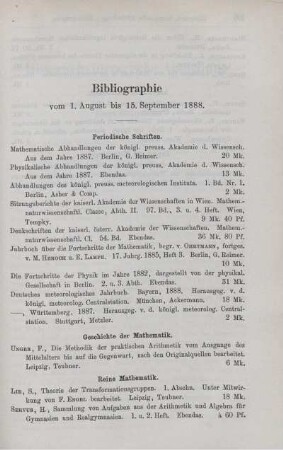 Bibliographie
vom 1. August bis 15. September 1888.
Periodische Schriften.
Mathematische Abhandlungen der königl. preuss. Akademie d. Wissensch.
Aus dem Jahre 1887. Berlin, G. Reimer. 20 Mk.
Physikalische Abhandlungen der königl. preuss. Akademie d. Wissensch.
Aus dem Jahre 1887. Ebendas. 13 Mk.
Abhandlungen des königl. preuss. meteorologischen Instituts. 1. Bd. Nr. 1,
Berlin, Asher & Comp. 2 Mk.
Sitzungsberichte der kaiserl. Akademie der Wissenschaften in Wien. Mathem.-
naturwissenschaftl. Classe, Abth. II. 97. Bd., 3. u. 4. Heft. Wien,
Tempsky. 9 Mk. 40 Pf.
Denkschriften der kaiserl. österr. Akademie der Wissenschaften, Mathem.-
naturwissenschaftl. Cl. 54. Bd. Ebendas. 36 Mk. 80 Pf.
Jahrbuch über die Fortschritte der Mathematik, begr. v. Ohrtmann, fortges.
v. M. Henoch u. E. Lampe. 17. Jahrg. 1885, Heft 3. Berlin, G. Reimer.
10 Mk.
Die Fortschritte der Physik im Jahre 1882, dargestellt von der physikal.
Gesellschaft in Berlin. 2. u. 3. Abth. Ebendas. 31 Mk.
Deutsches meteorologisches Jahrbuch. Bayern, 1888, Herausgeg. v. d.
königl. meteorolog. Centralstation. München, Ackermann. 18 Mk.
—, Württemberg, 1887. Herausgeg. v. d. königl. meteorolog. Central-
station. Stuttgart, Metzler. 2 Mk.
Geschichte der Mathematik.
Unger, F., Die Methodik der praktischen Arithmetik vom Ausgange des
Mittelalters bis auf die Gegenwart, nach den Originalquellen bearbeitet.
Leipzig, Teubner. 6 Mk.
Reine Mathematik.
Lie, S., Theorie der Transformationsgruppen. 1. Abschn. Unter Mitwir-
kung von F. Engel bearbeitet. Leipzig, Teubner. 18 Mk.
Servus, H., Sammlung von Aufgaben aus der Arithmetik und Algebra für
Gymnasien und Realgymnasien. 1. u. 2. Heft. Ebendas. à 60 Pf.